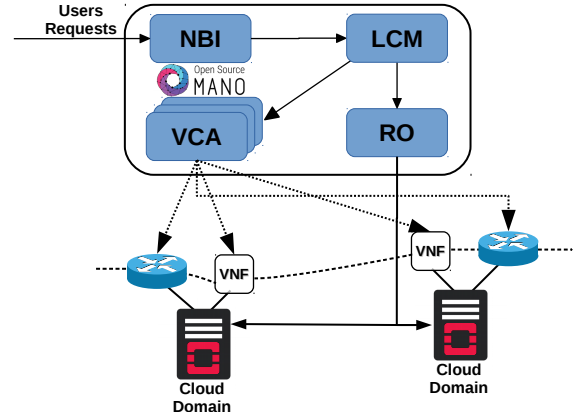 Users
Requests
NBI
LCM
Open Source
MANO
VCA
RO
VNF
VNF
Cloud
Domain
Cloud
Domain